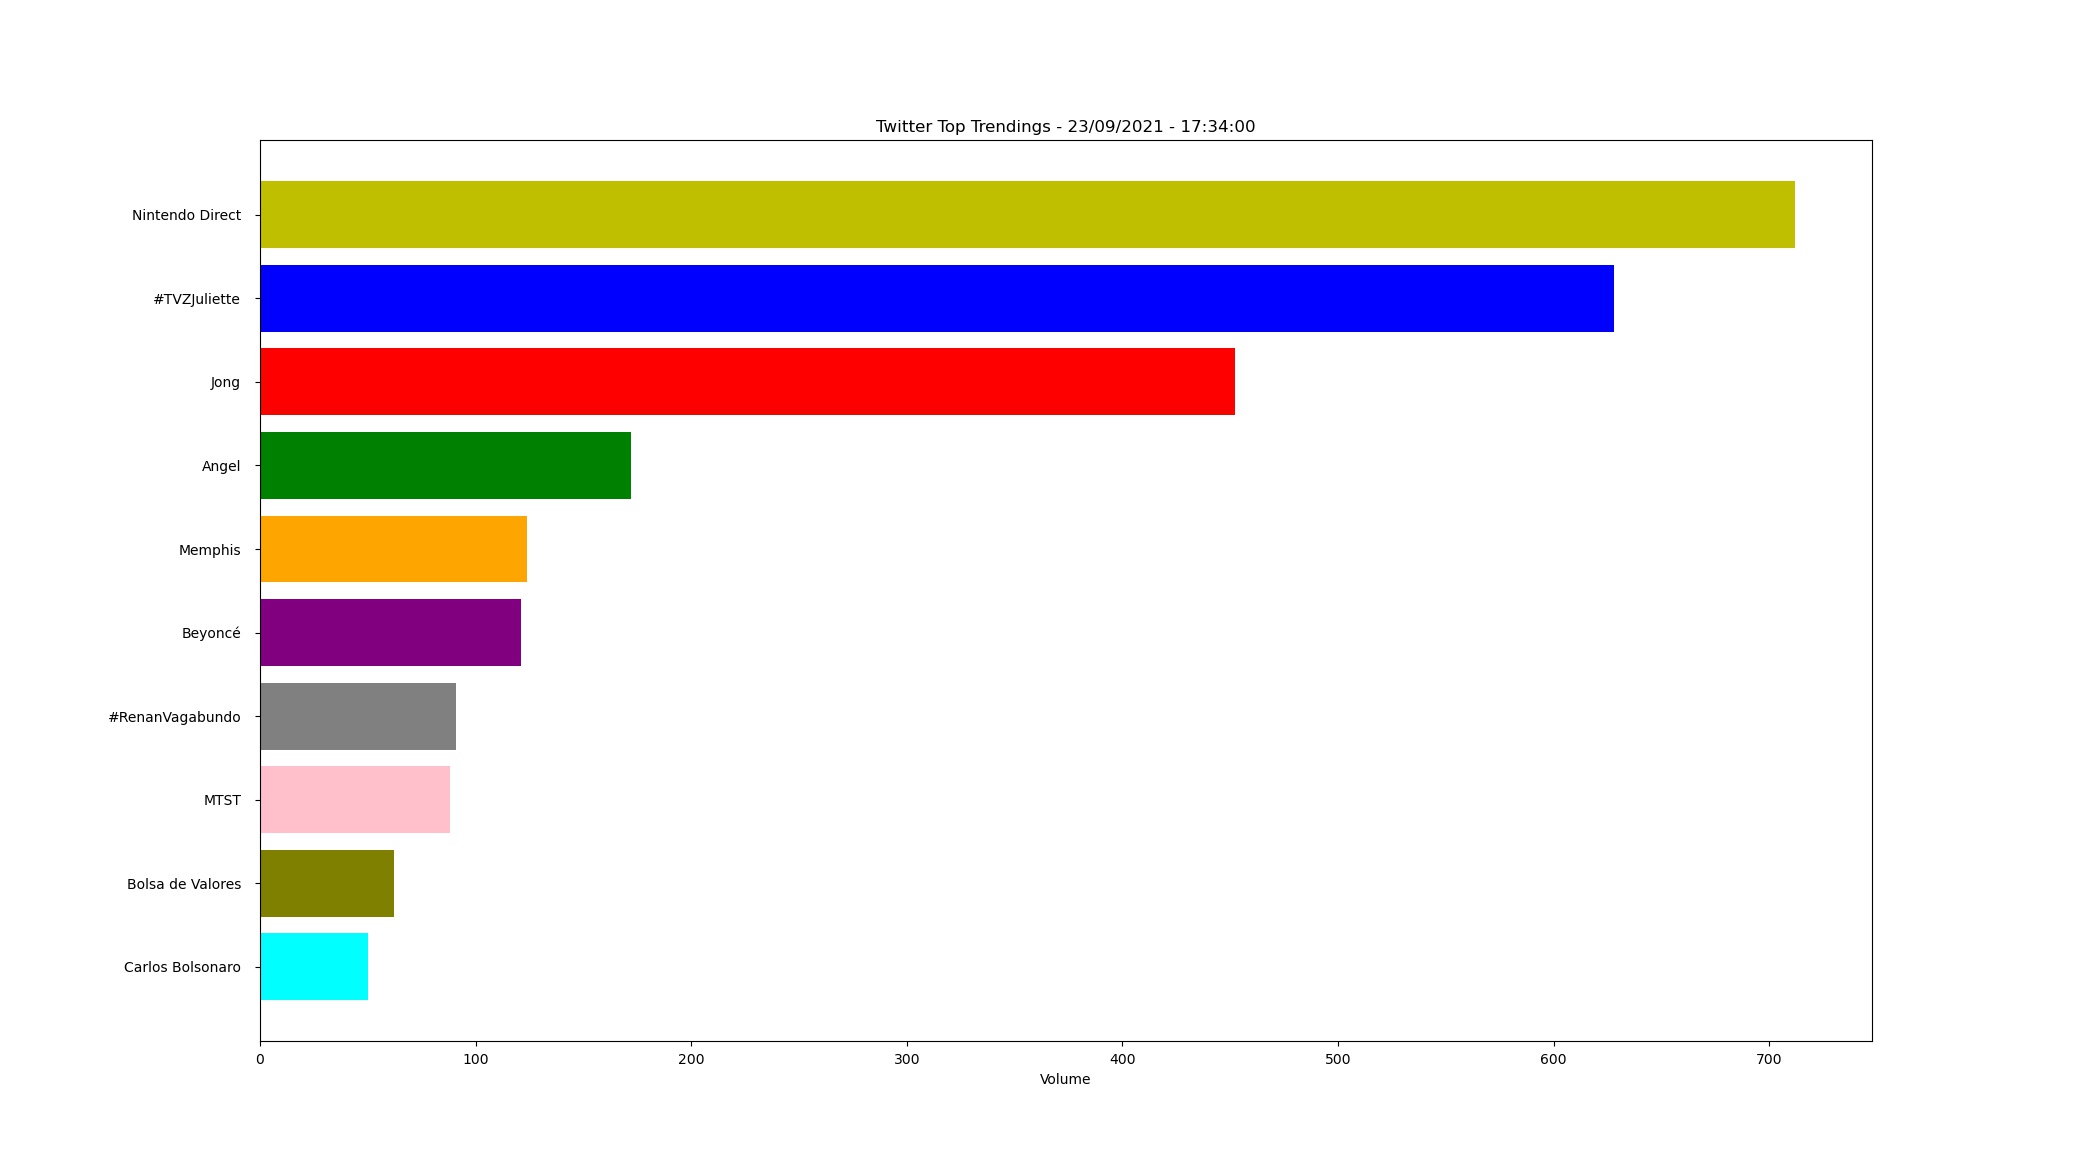 Twitter Top Trendings - 23/09/2021 - 17:34:00
Nintendo Direct
#TVZJuliette
Jong
Angel
Memphis
Beyoncé
#RenanVagabundo
MTST
Bolsa de Valores
Carlos Bolsonaro
0 100 200 300 400 500 600 700
Volume